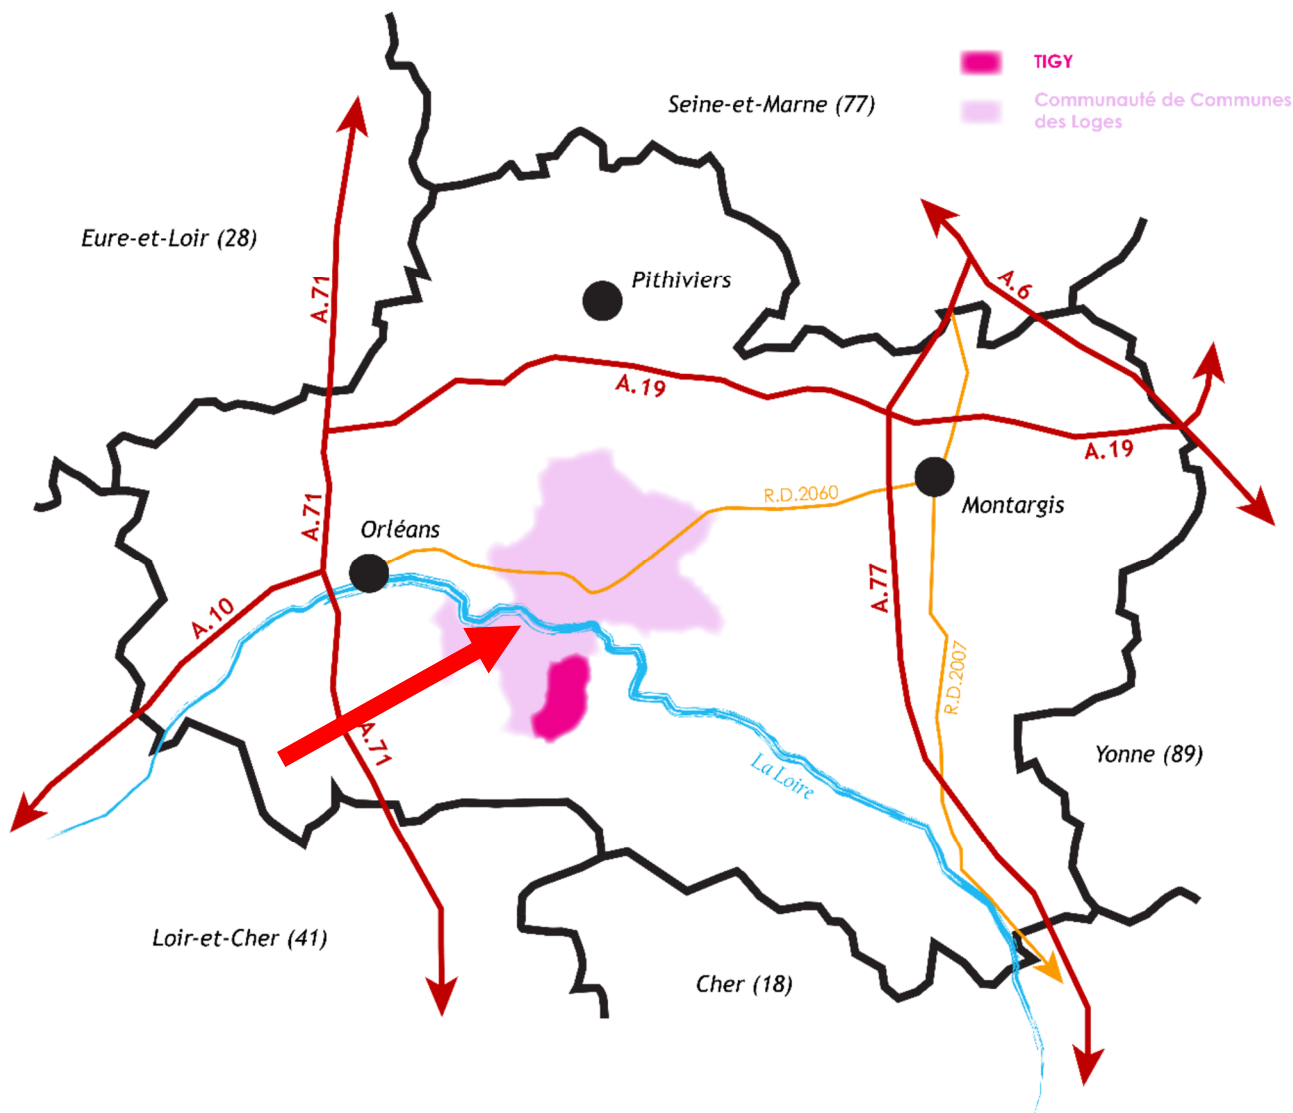 TIGY
Seine-et-Marne (77)
Communauté de Communes
des Loges
Eure-et-Loir (28)
Pithiviers
A.6
A.71
A.19
A.19
R.D.2060
A.71
Montargis
Orléans
A.77
A.10
R.D.2007
A.71
Yonne (89)
La Loire
Loir-et-Cher (41)
Cher (18)